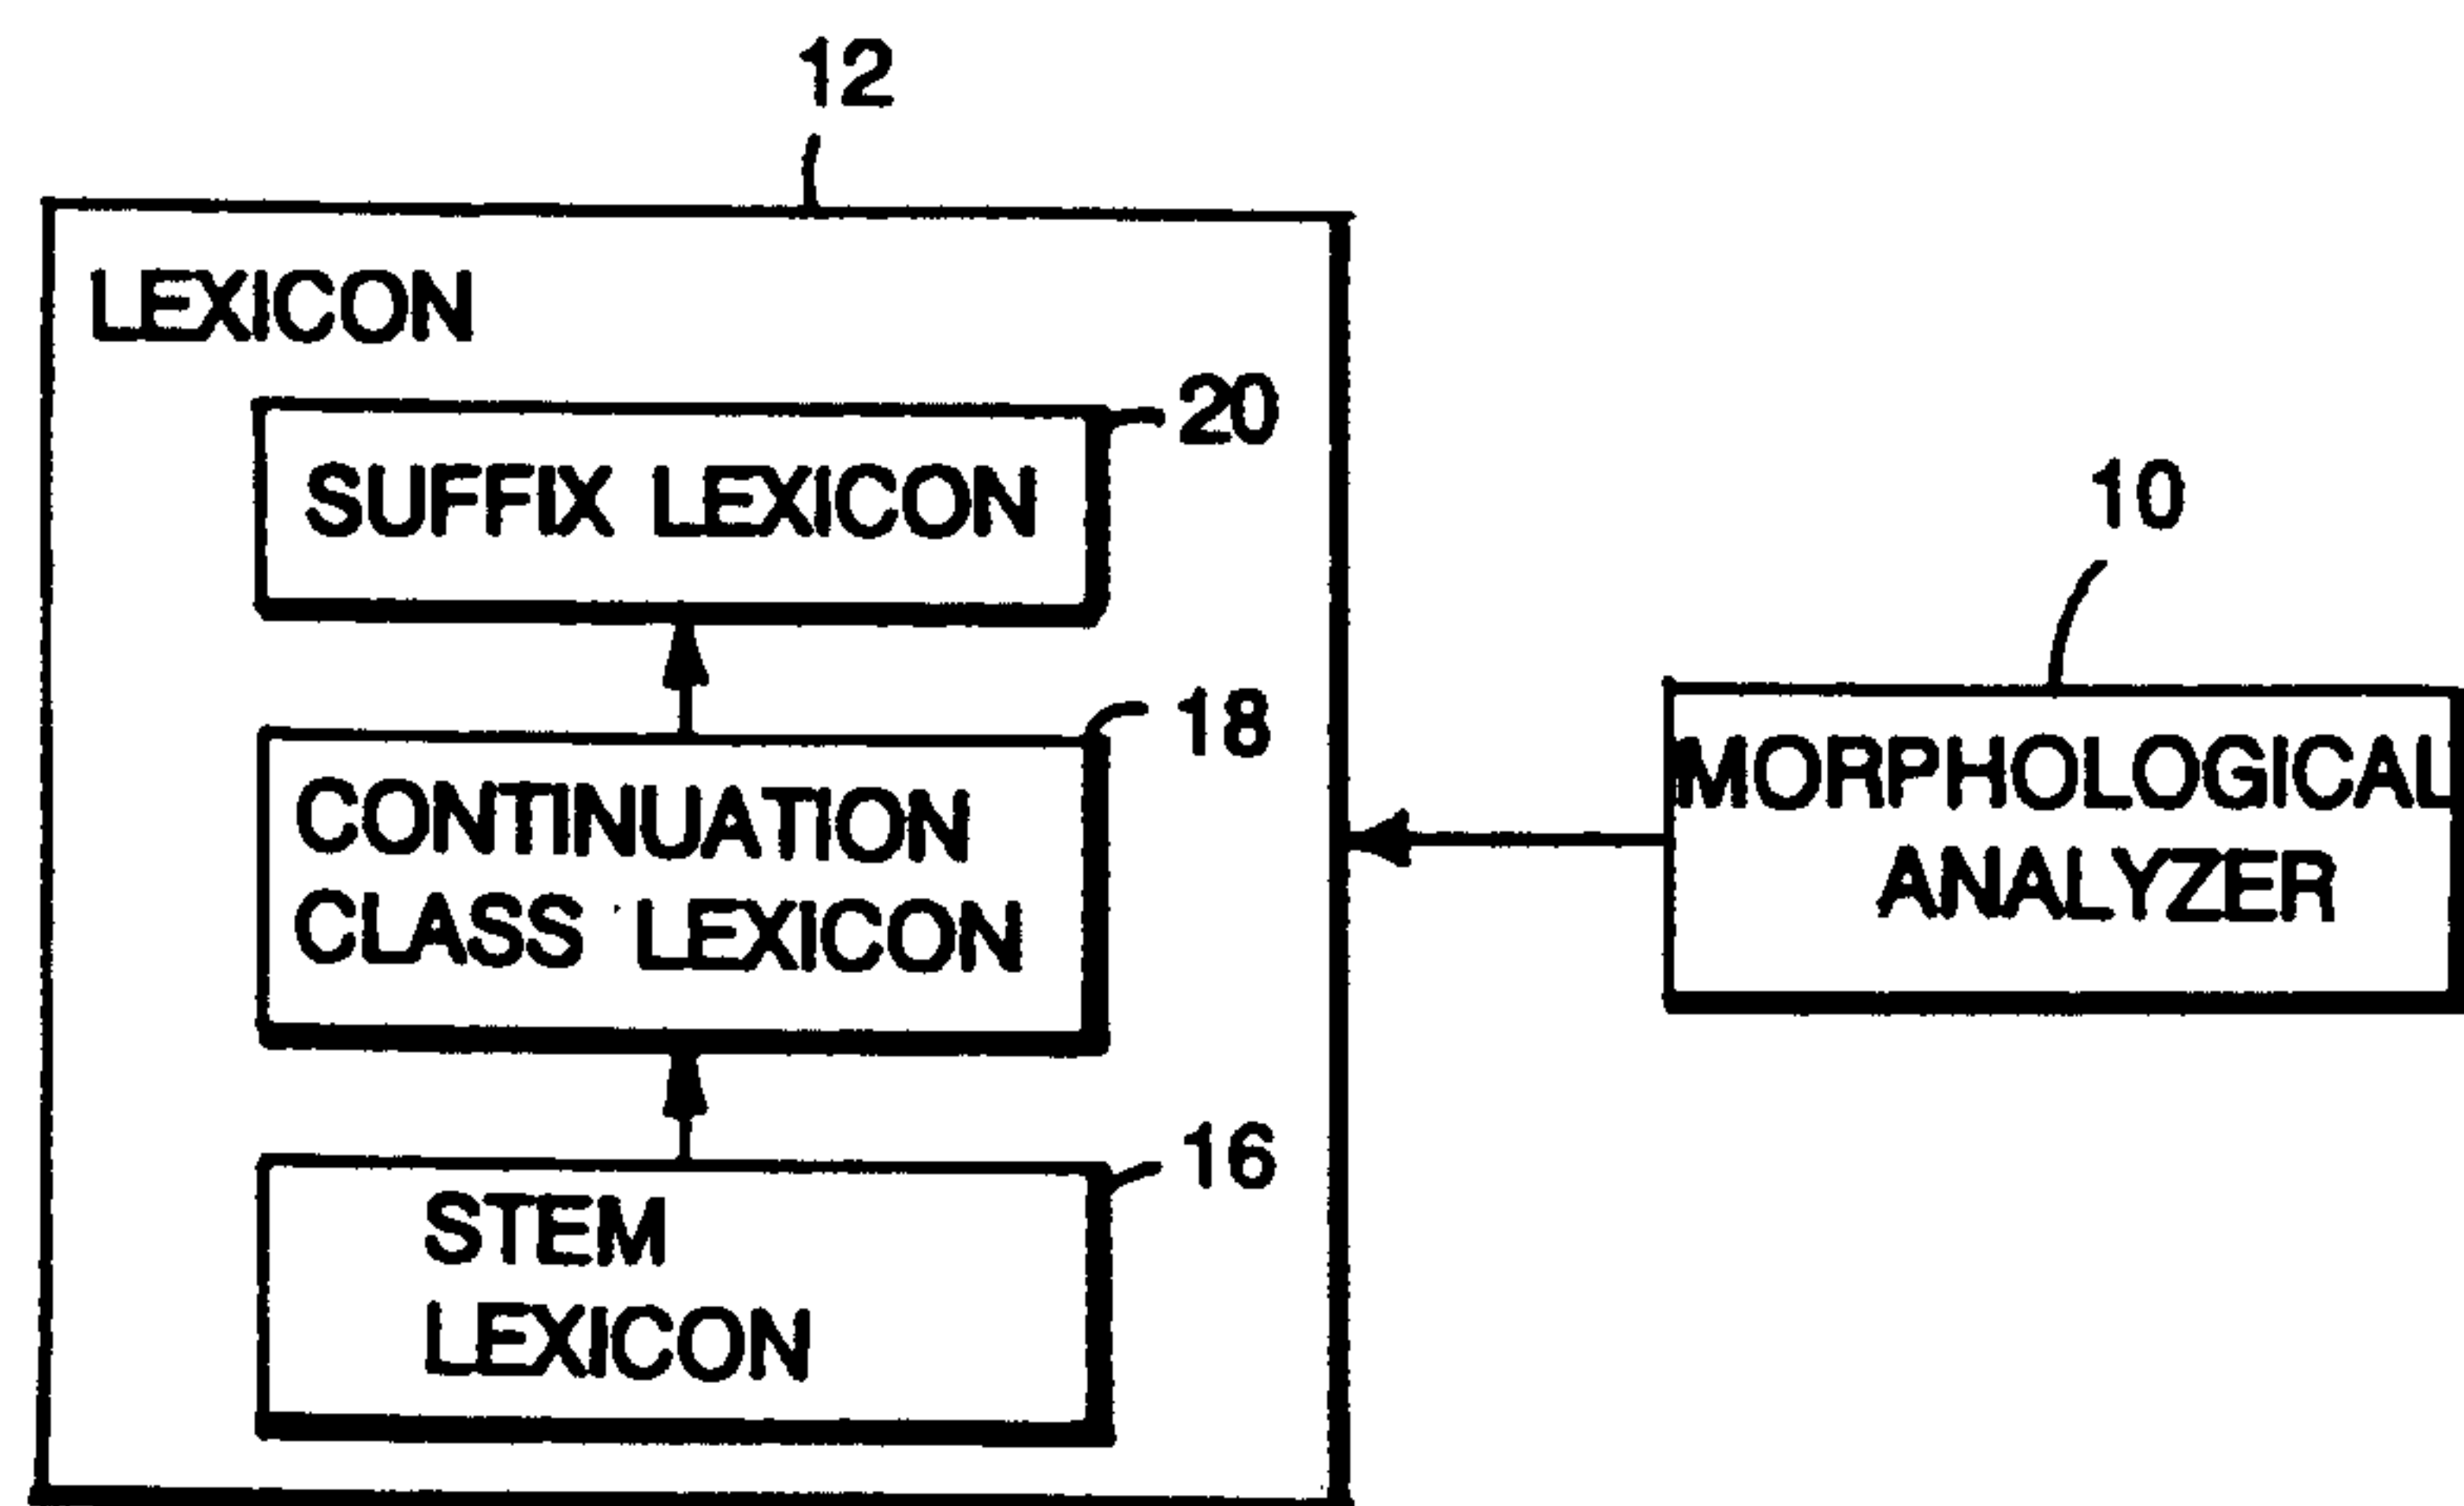 12
LEXICON
20
SUFFIX LEXICON
18
CONTINUATION
CLASS LEXICON
16
STEM
LEXICON
10
MORPHOLOGICAL
ANALYZER